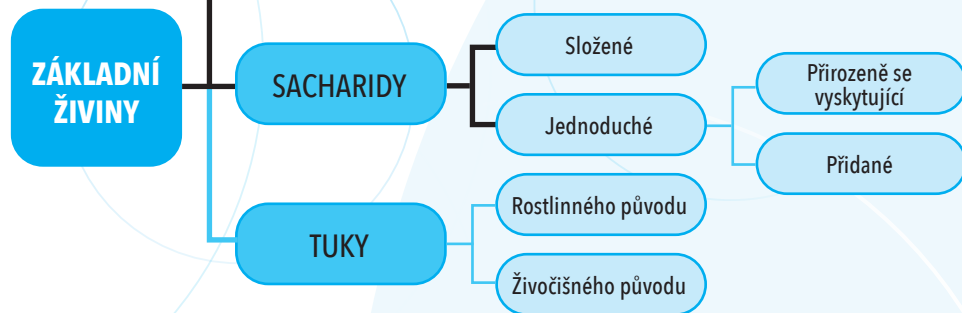 ZÁKLADNÍ
ŽIVINY
SACHARIDY
Složené
Jednoduché
Přirozeně se
vyskytující
Přidané
TUKY
Rostlinného původu
Živočišného původu